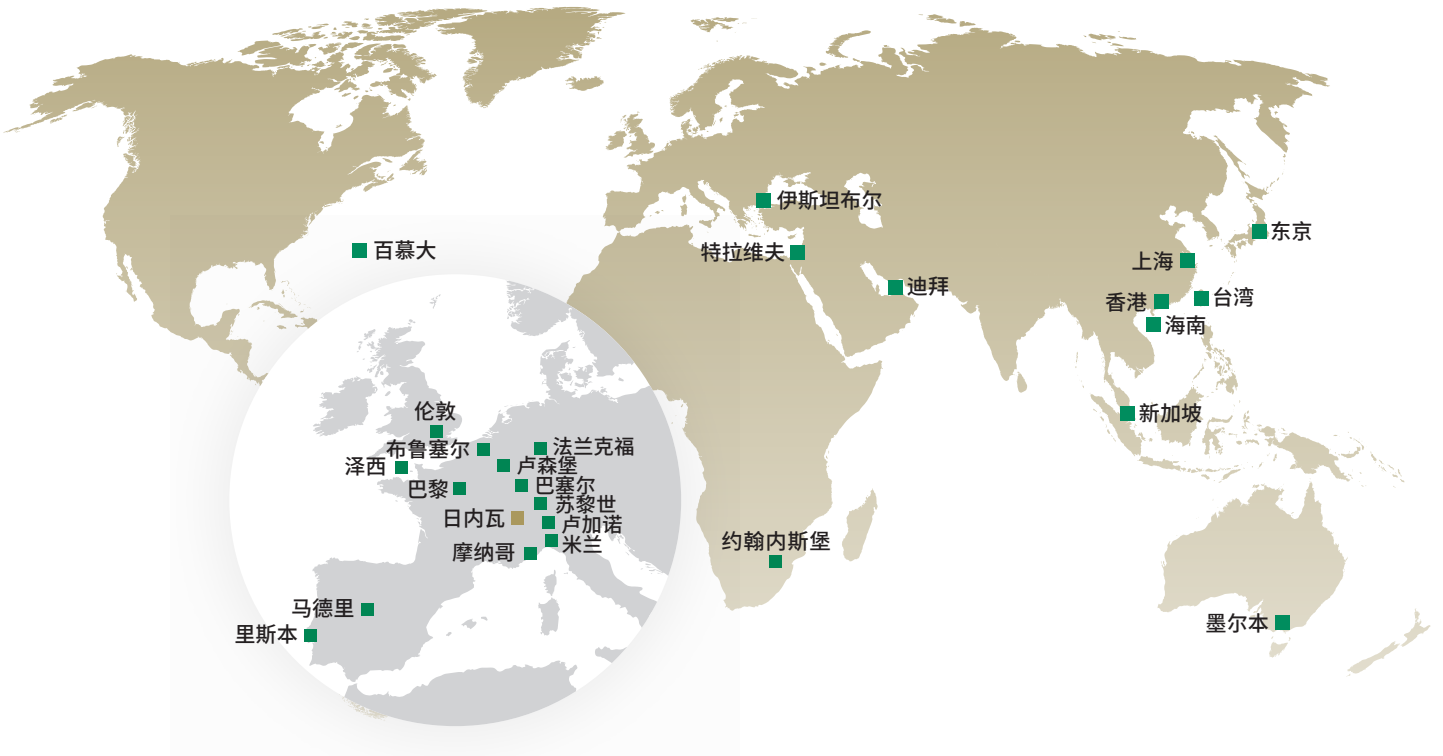 伊斯坦布尔
东京
百慕大
特拉维夫
上海
迪拜
台湾
香港
海南
伦敦
新加坡
法兰克福
布鲁塞尔
卢森堡
泽西
巴塞尔
巴黎
苏黎世
日内瓦
卢加诺
约翰内斯堡
米兰
摩纳哥
马德里
墨尔本
里斯本